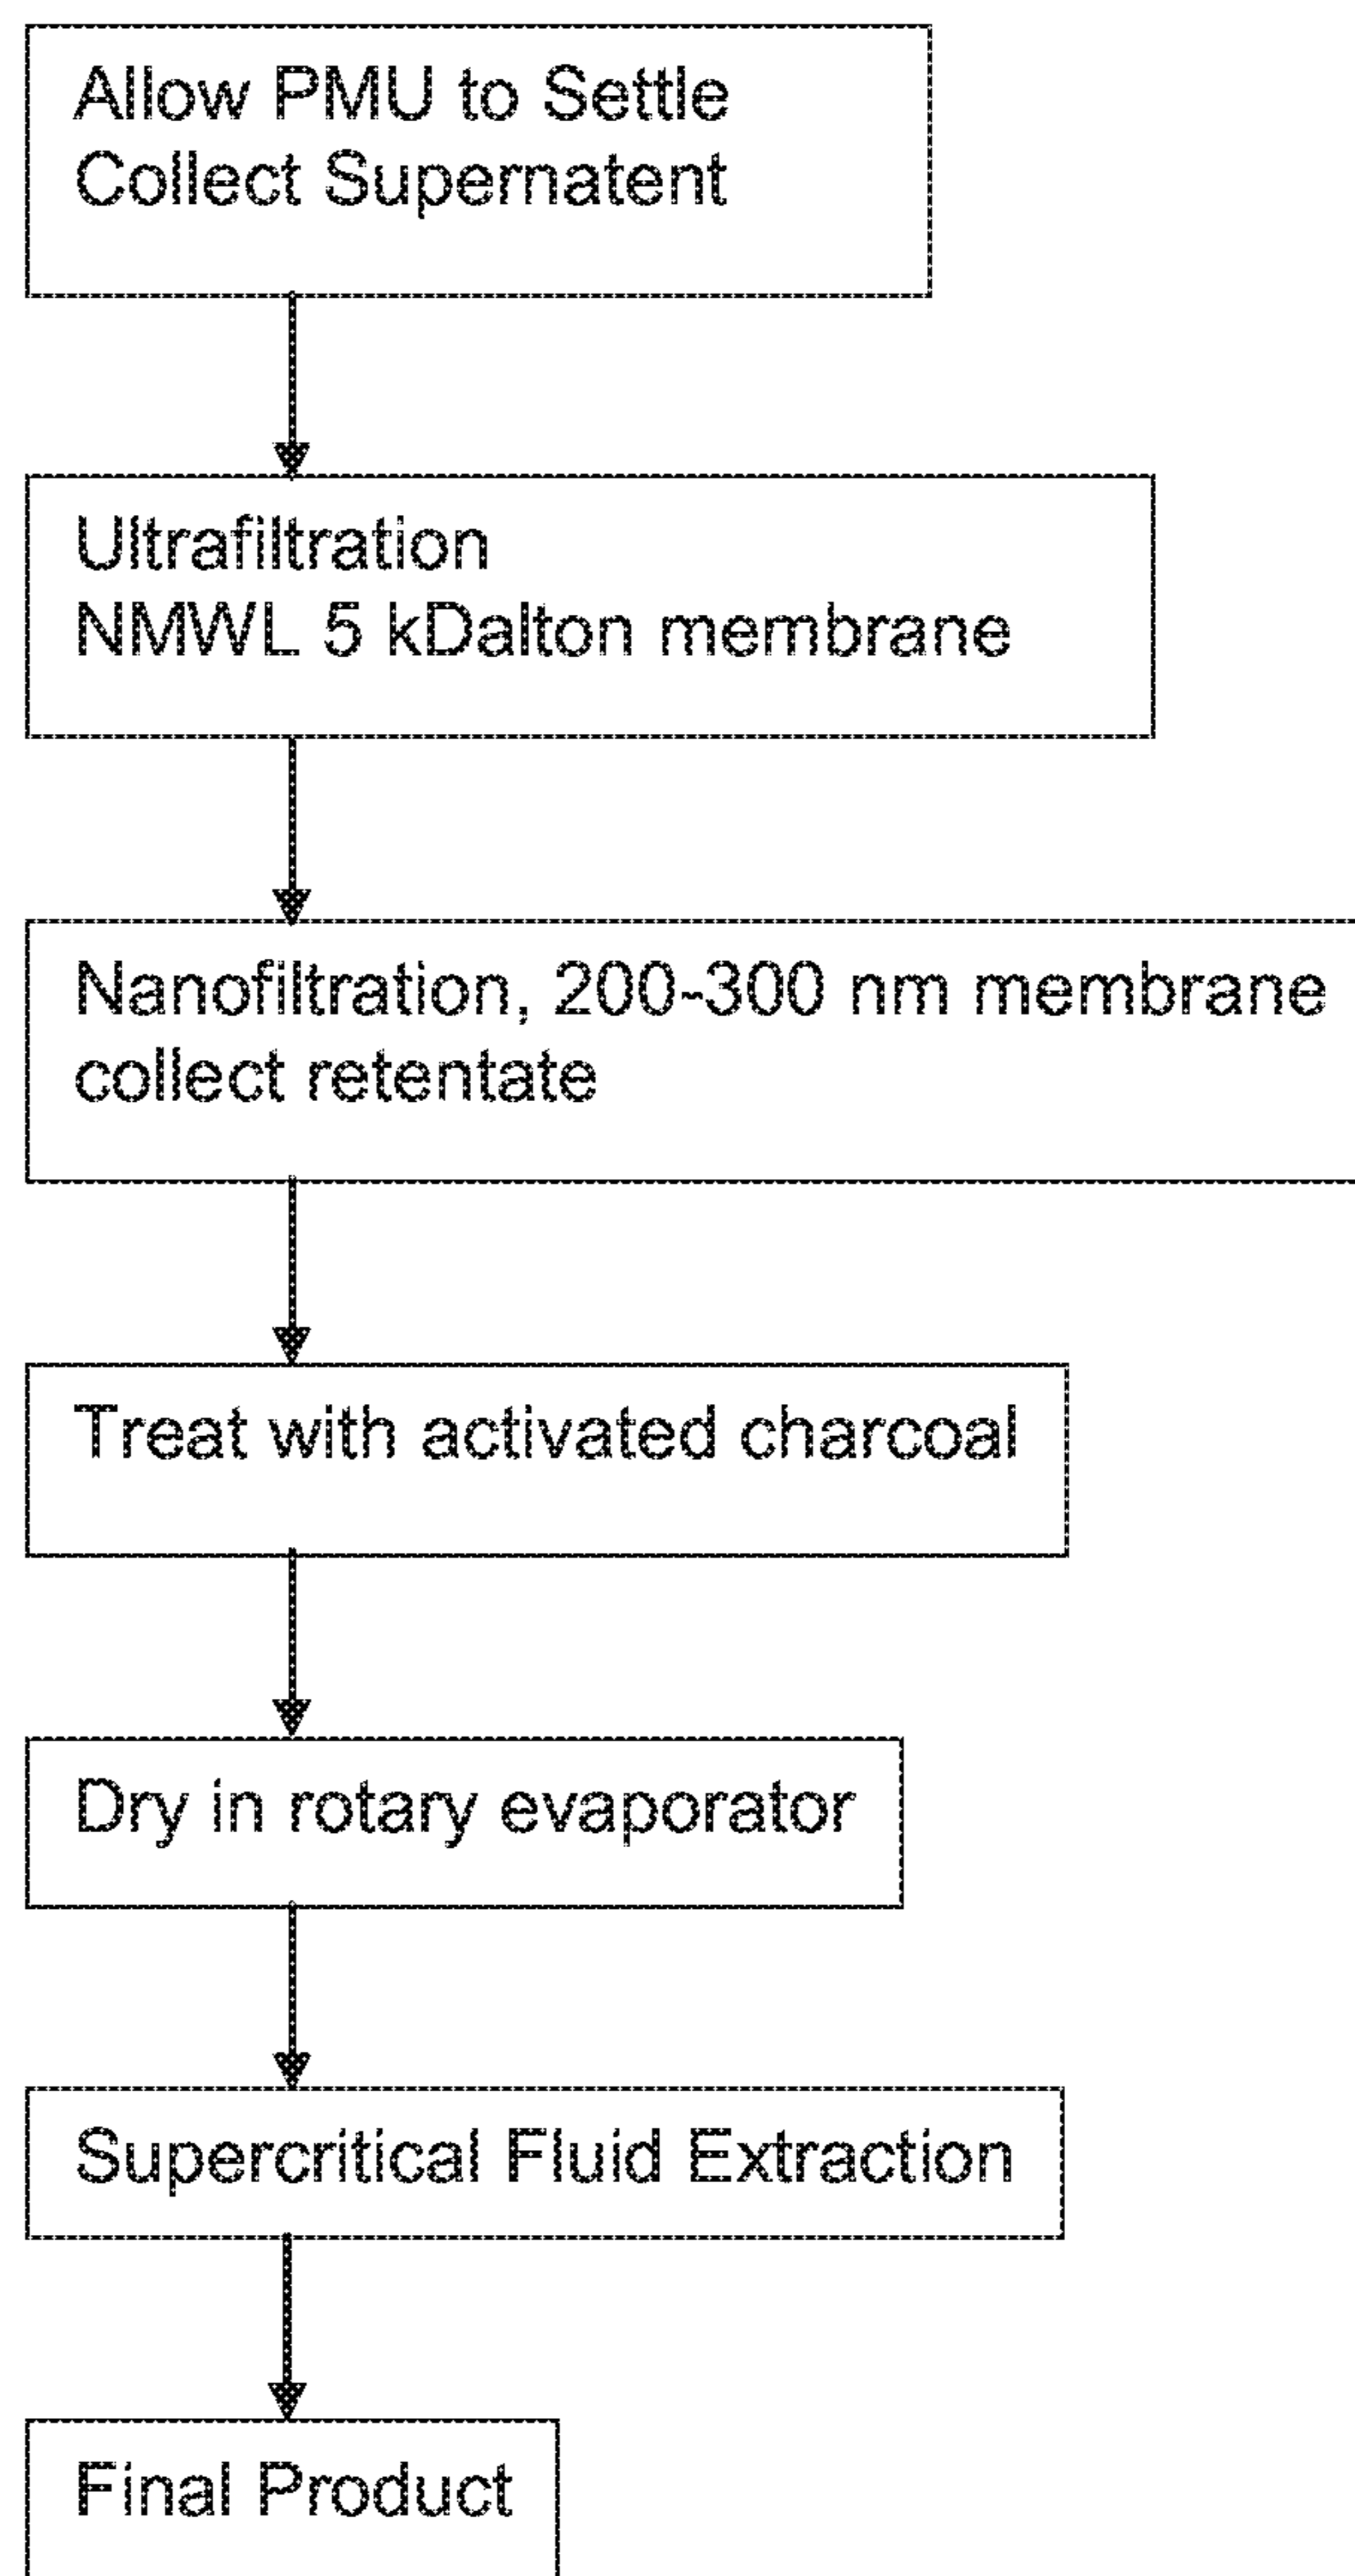 Allow PMU to Settle
Collect Supernatent
Ultrafiltration
NMWL 5 kDalton membrane
Nanofiltration, 200-300 nm membrane
collect retentate
Treat with activated charcoal
Dry in rotary evaporator
Supercritical Fluid Extraction
Final Product